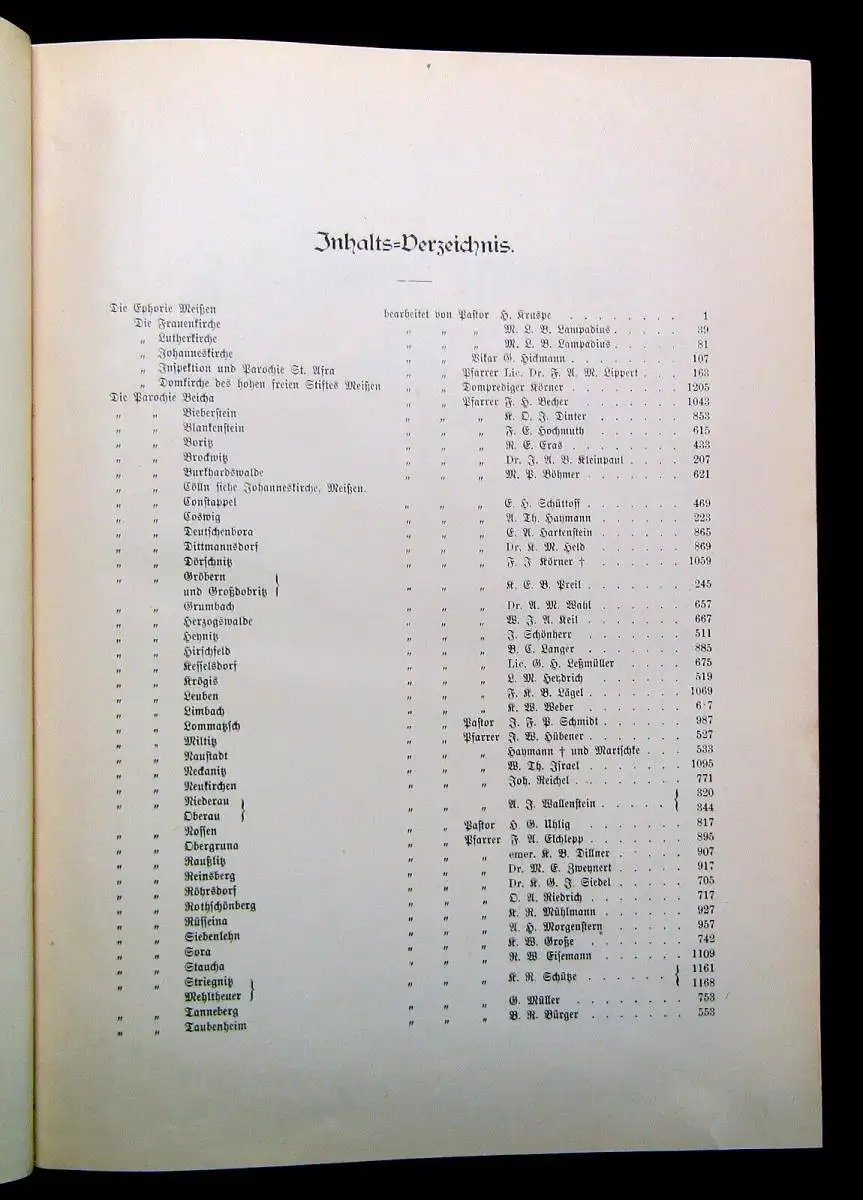 Inhalts=Verzeichnis.
Die Ephorie Meißen bearbeitet von Pastor H. Kruspe . . . . . . . . 1
Die Frauenkirche „ „ „ M. L. B. Lampadius . . . . . 39
„ Lutherkirche „ „ „ M. L. B. Lampadius . . . . . 81
„ Johanneskirche „ „ Vikar G. Hickmann . . . . . . . 107
„ Inspektion und Parochie St. Afra „ „ Pfarrer Lic. Dr. F. A. M. Lippert . . . 163
„ Domkirche des hohen freien Stiftes Meißen „ „ Domprediger Körner . . . . . . . 1205
Die Parochie Beicha „ „ Pfarrer F. H. Becher . . . . . . . 1043
„ „ Bieberstein „ „ „ K. O. J. Dinter . . . . . . 853
„ „ Blankenstein „ „ „ F. E. Hochmuth . . . . . . 615
„ „ Boritz „ „ „ R. E. Eras . . . . . . . 433
„ „ Brockwitz „ „ „ Dr. J. A. B. Kleinpaul . . . . 207
„ „ Burkhardswalde „ „ „ M. P. Böhmer . . . . . . 621
„ „ Cölln siehe Johanneskirche, Meißen.
„ „ Constappel „ „ „ E. H. Schüttoff . . . . . . 469
„ „ Coswig „ „ „ A. Th. Haymann . . . . . . 223
„ „ Deutschenbora „ „ „ E. A. Hartenstein . . . . . . 865
„ „ Dittmannsdorf „ „ „ Dr. K. M. Held . . . . . . 869
„ „ Dörschnitz „ „ „ F. J Körner † . . . . . . 1059
„ „ Gröbern
und Großdobritz } „ „ „ K. E. B. Preil . . . . . . . 245
„ „ Grumbach „ „ „ Dr. A. M. Wahl . . . . . . 657
„ „ Herzogswalde „ „ „ W. J. A. Keil . . . . . . . 667
„ „ Heynitz „ „ „ J. Schönherr . . . . . . . 511
„ „ Hirschfeld „ „ „ B. C. Langer . . . . . . . 885
„ „ Kesselsdorf „ „ „ Lic. G. H. Leßmüller . . . . 675
„ „ Krögis „ „ „ L. M. Heydrich . . . . . . 519
„ „ Leuben „ „ „ F. K. B. Lägel . . . . . . . 1069
„ „ Limbach „ „ „ K. W. Weber . . . . . . .
„ „ Lommatzsch „ „ Pastor J. F. P. Schmidt . . . . . . 987
„ „ Miltitz „ „ Pfarrer J. W. Hübener . . . . . . 527
„ „ Naustadt „ „ „ Haymann † und Martschke . . . 533
„ „ Neckanitz „ „ „ W. Th. Israel . . . . . . . 1095
„ „ Neukirchen „ „ „ Joh. Reichel . . . . . . . 771
„ „ Niederau } „ „ „ A. J. Wallenstein . . . . . { 320
Oberau 344
„ „ Nossen „ „ Pastor H G. Uhlig . . . . . . . 817
„ „ Obergruna „ „ Pfarrer F A. Elchlepp . . . . . . 895
„ „ Raußlitz „ „ „ emer. K. B. Dillner . . . . . 907
„ „ Reinsberg „ „ „ Dr. M. E. Zweynert . . . . . 917
„ „ Röhrsdorf „ „ „ Dr. K. G. J. Siedel . . . . . 705
„ „ Rothschönberg „ „ „ O. A. Riedrich . . . . . . 717
„ „ Rüsseina „ „ „ K. R. Mühlmann . . . . . 927
„ „ Siebenlehn „ „ „ A. H. Morgenstern . . . . . 957
„ „ Sora „ „ „ K. W. Große . . . . . . 742
„ „ Staucha „ „ „ R. W Eisemann . . . . . . 1109
„ „ Striegnitz } „ „ „ K. R. Schütze . . . . . . } 1161
Mehltheuer 1168
„ „ Tanneberg „ „ „ G. Müller . . . . . . . 753
„ „ Taubenheim „ „ „ B. R. Bürger . . . . . . . 553